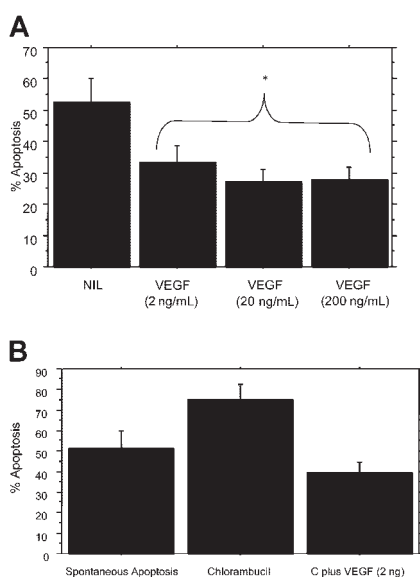 A
70
60
*
50
40
% Apoptosis
30
20
10
0
NIL VEGF VEGF VEGF
(2 ng/mL) (20 ng/mL) (200 ng/mL)
B
90
80
70
60
% Apoptosis
50
40
30
20
10
0
Spontaneous Apoptosis Chlorambucil C plus VEGF (2 ng)